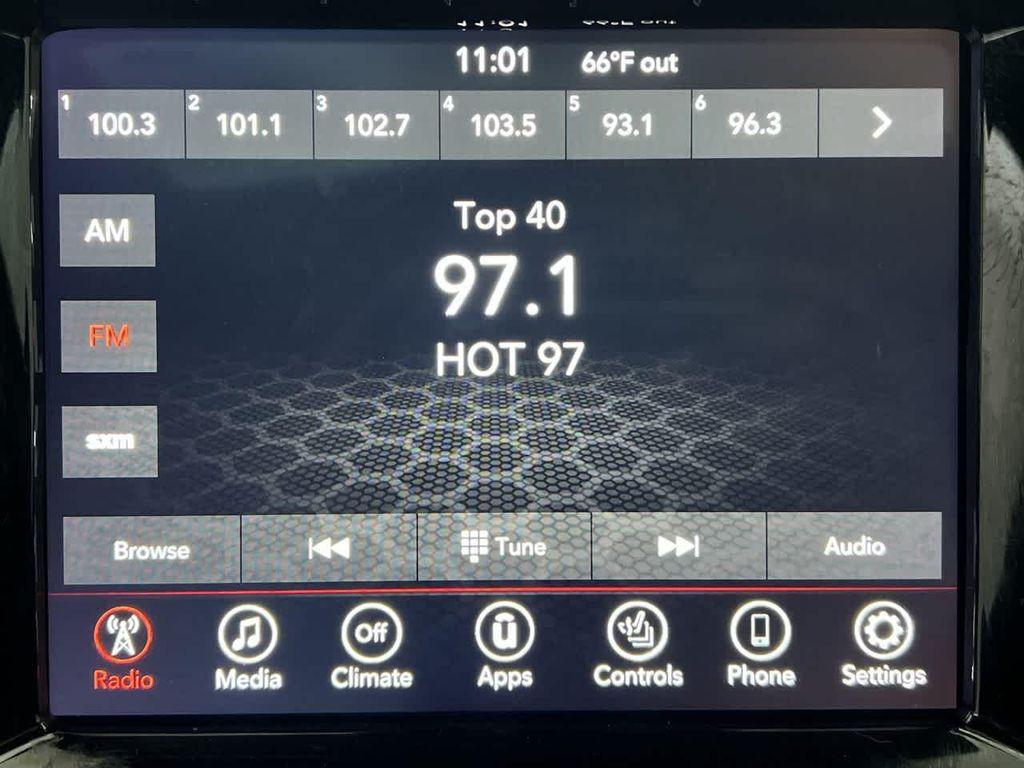 11:01 66°F out
1 100.3 2 101.1 3 102.7 4 103.5 5 93.1 6 96.3
AM
Top 40
97.1
HOT 97
FM
sxm
Browse Tune Audio
Radio Media Off Climate Apps Controls Phone Settings